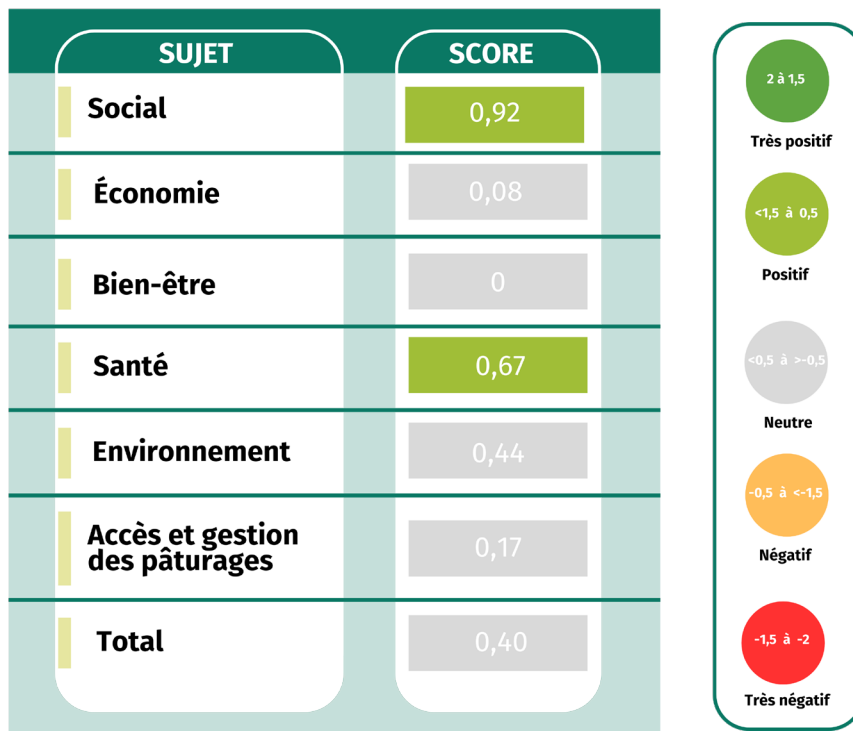 SUJET
SCORE
Social
0,92
Économie
0,08
Bien-être
0
Santé
0,67
Environnement
0,44
Accès et gestion
des pâturages
0,17
Total
0,40
2 à 1,5
Très positif
<1,5 à 0,5
Positif
<0,5 à >-0,5
Neutre
-0,5 à <-1,5
Négatif
-1,5 à -2
Très négatif